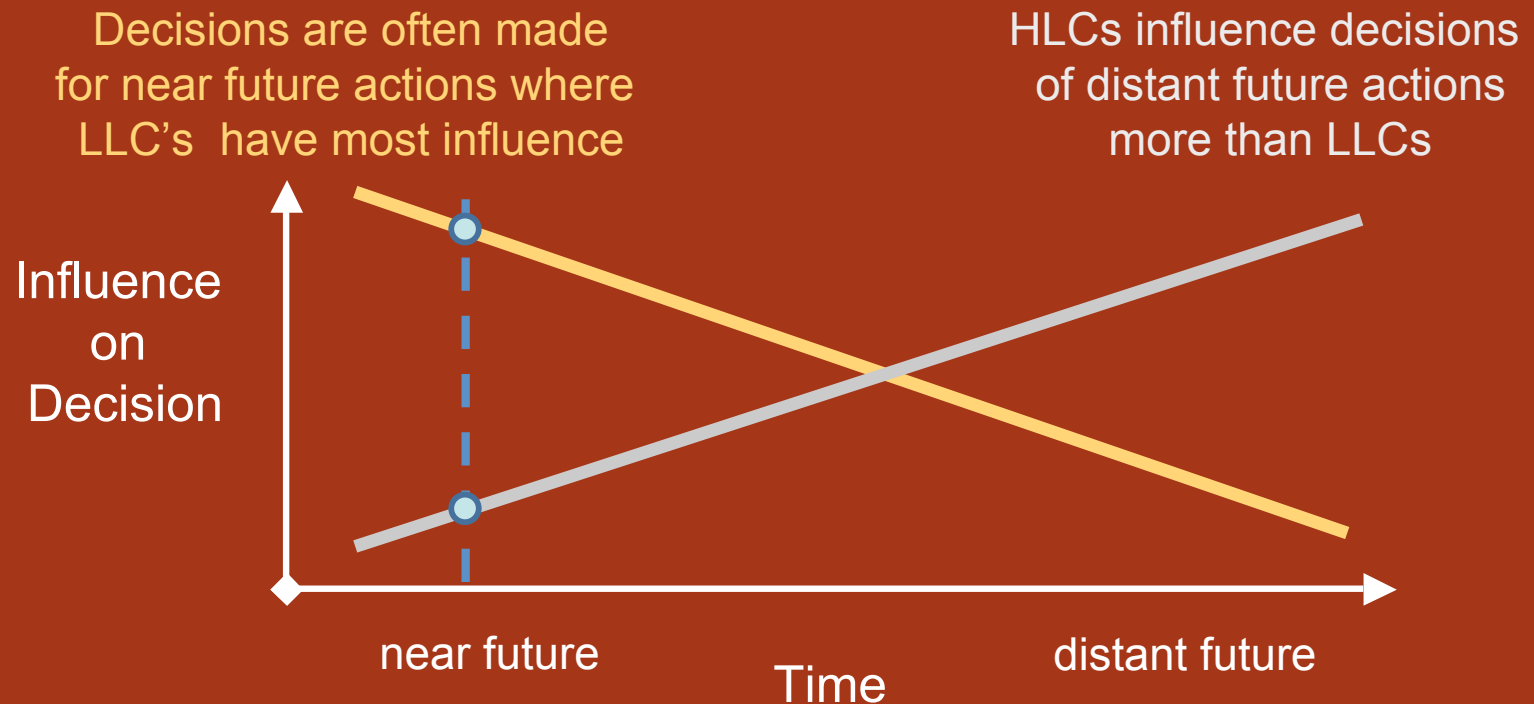 Decisions are often made
for near future actions where
LLC's  have most influence
HLCs influence decisions
of distant future actions
more than LLCs
Influence
on
Decision
near future
distant future
Time